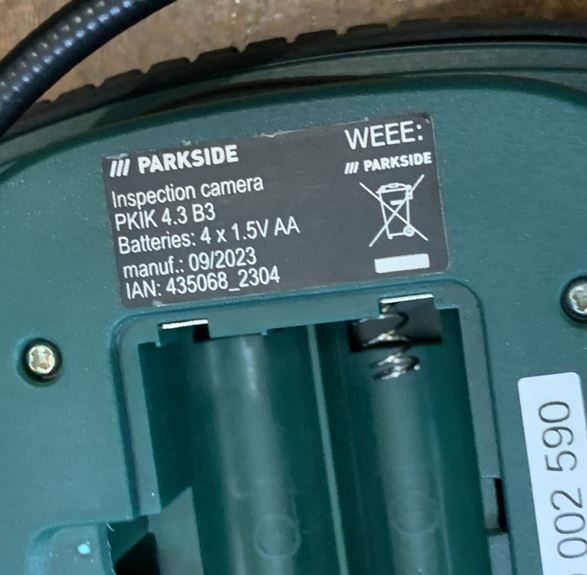 /// PARKSIDE
Inspection camera
PKIK 4.3 B3
Batteries: 4 x 1.5V AA
manuf.: 09/2023
IAN: 435068_2304
WEEE:
/// PARKSIDE
002 590